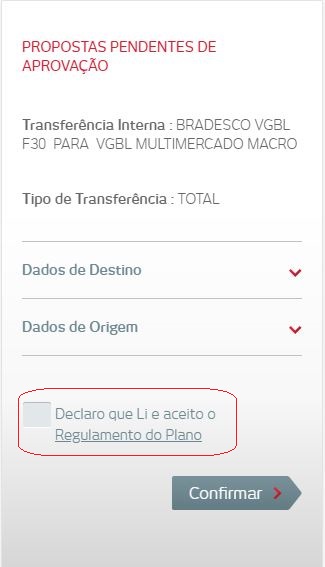 PROPOSTAS PENDENTES DE
APROVAÇÃO
Transferência Interna : BRADESCO VGBL
F30 PARA VGBL MULTIMERCADO MACRO
Tipo de Transferência : TOTAL
Dados de Destino
Dados de Origem
Declaro que Li e aceito o
Regulamento do Plano
Confirmar